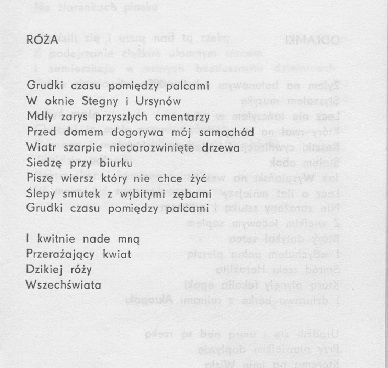 RÓŻA

Grudki czasu pomiędzy palcami
W oknie Stegny i Ursynów
Mdły zarys przyszłych cmentarzy
Przed domem dogorywa mój samochód
Wiatr szarpie niedorozwinięte drzewa
Siedzę przy biurku
Piszę wiersz który nie chce żyć
Ślepy smutek z wybitymi zębami
Grudki czasu pomiędzy palcami

I kwitnie nade mną
Przerażający kwiat
Dzikiej róży
Wszechświata